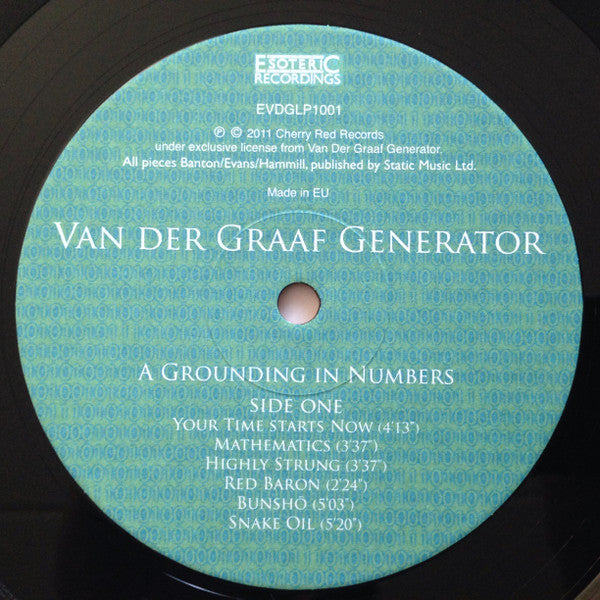 ESOTERIC
RECORDINGS
EVDGLP1001
℗ © 2011 Cherry Red Records
under exclusive license from Van Der Graaf Generator.
All pieces Banton/Evans/Hammill, published by Static Music Ltd.
Made in EU
VAN DER GRAAF GENERATOR
A GROUNDING IN NUMBERS
SIDE ONE
YOUR TIME STARTS NOW (4'13")
MATHEMATICS (3'37")
HIGHLY STRUNG (3'37")
RED BARON (2'24")
BUNSHŌ (5'03")
SNAKE OIL (5'20")